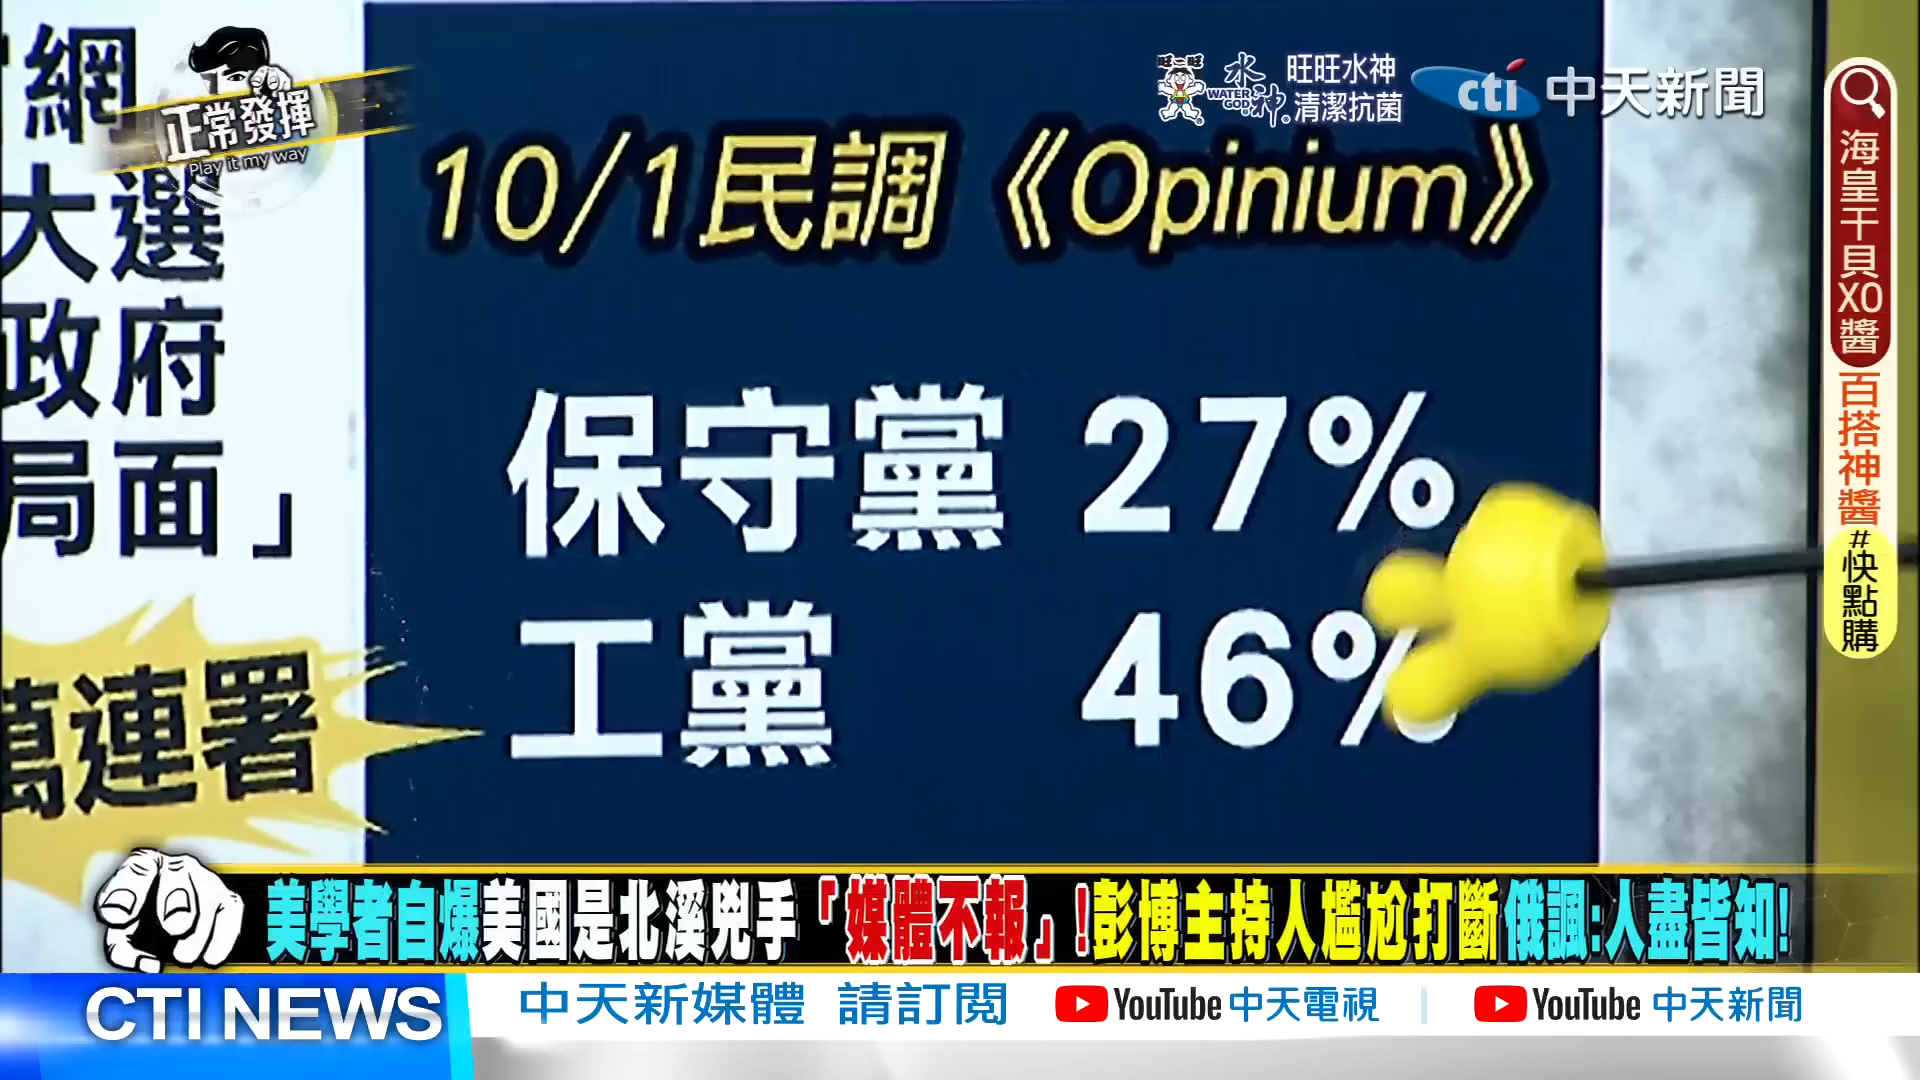 網
大選
政府
局面」
萬連署
正常發揮
Play it my way
10/1民調《Opinium》
保守黨 27%
工黨 46%
旺旺
水神
WATER GOD
旺旺水神
清潔抗菌
cti 中天新聞
海皇干貝XO醬
百搭神醬
#快點購
美學者自爆美國是北溪兇手「媒體不報」!彭博主持人尷尬打斷 俄諷:人盡皆知!
CTI NEWS
中天新媒體 請訂閱 YouTube 中天電視 | YouTube 中天新聞